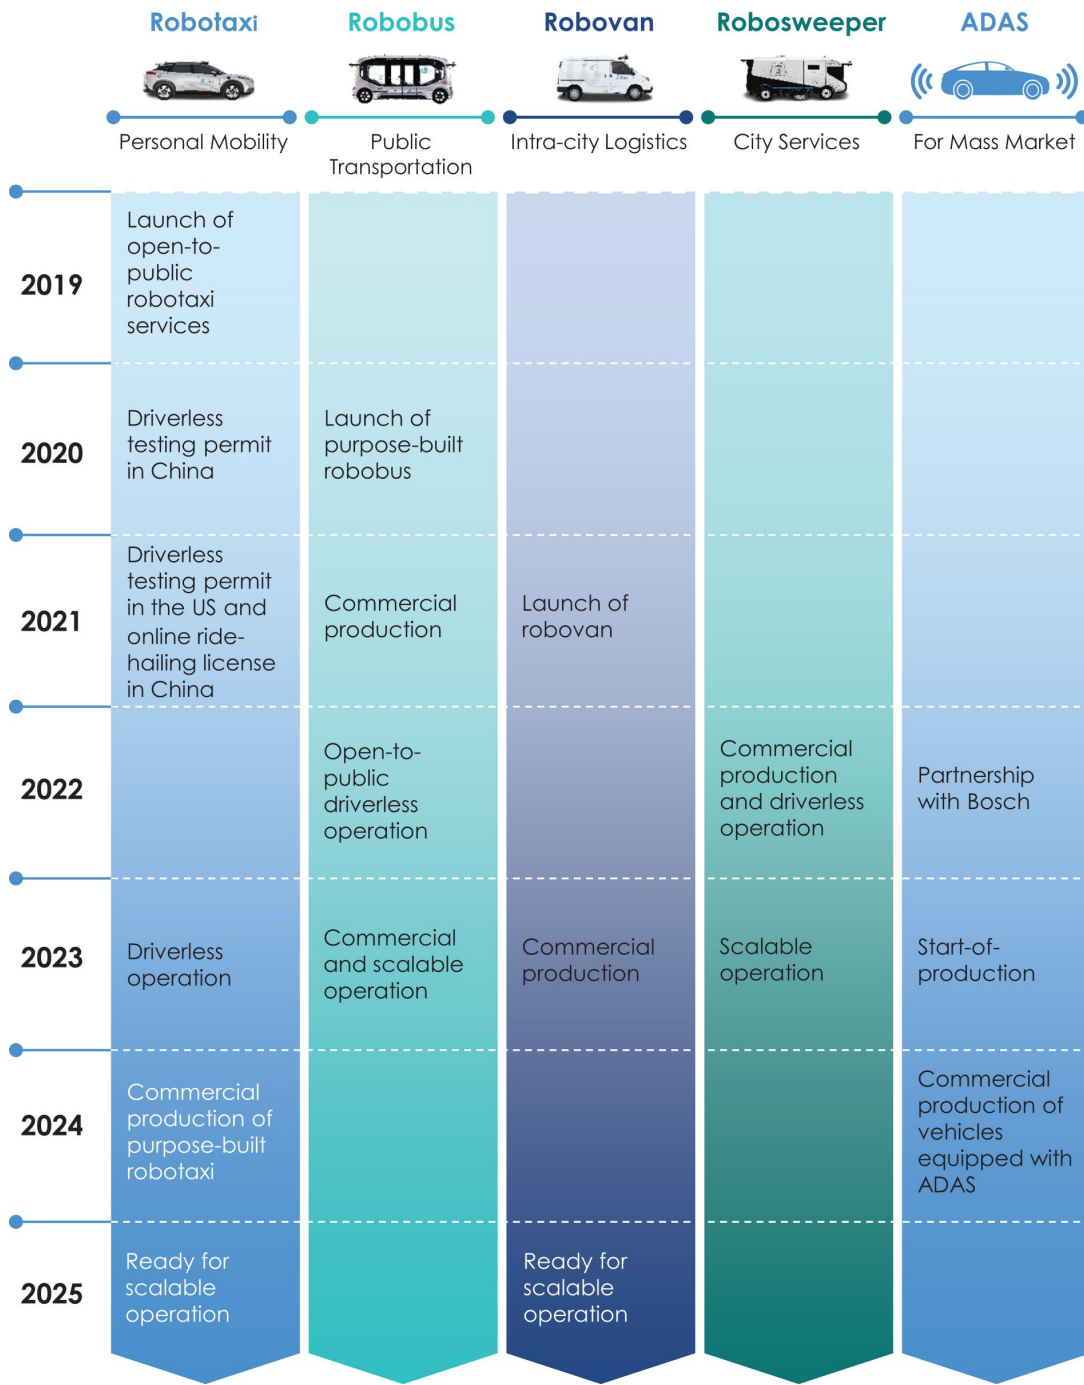 Robotaxi
Robobus
Robovan
Robosweeper
ADAS
Personal Mobility
Public
Transportation
Intra-city Logistics
City Services
For Mass Market
2019
Launch of
open-to-
public
robotaxi
services
2020
Driverless
testing permit
in China
Launch of
purpose-built
robobus
2021
Driverless
testing permit
in the US and
online ride-
hailing license
in China
Commercial
production
Launch of
robovan
2022
Open-to-
public
driverless
operation
Commercial
production
and driverless
operation
Partnership
with Bosch
2023
Driverless
operation
Commercial
and scalable
operation
Commercial
production
Scalable
operation
Start-of-
production
2024
Commercial
production of
purpose-built
robotaxi
Commercial
production of
vehicles
equipped with
ADAS
2025
Ready for
scalable
operation
Ready for
scalable
operation